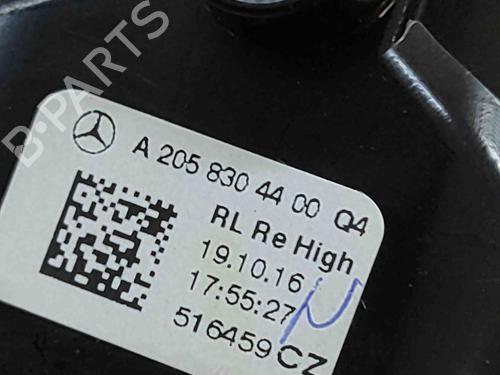 B-PARTS
A 205 830 44 00 Q4
RL Re High
19.10.16
17:55:27
516459 CZ